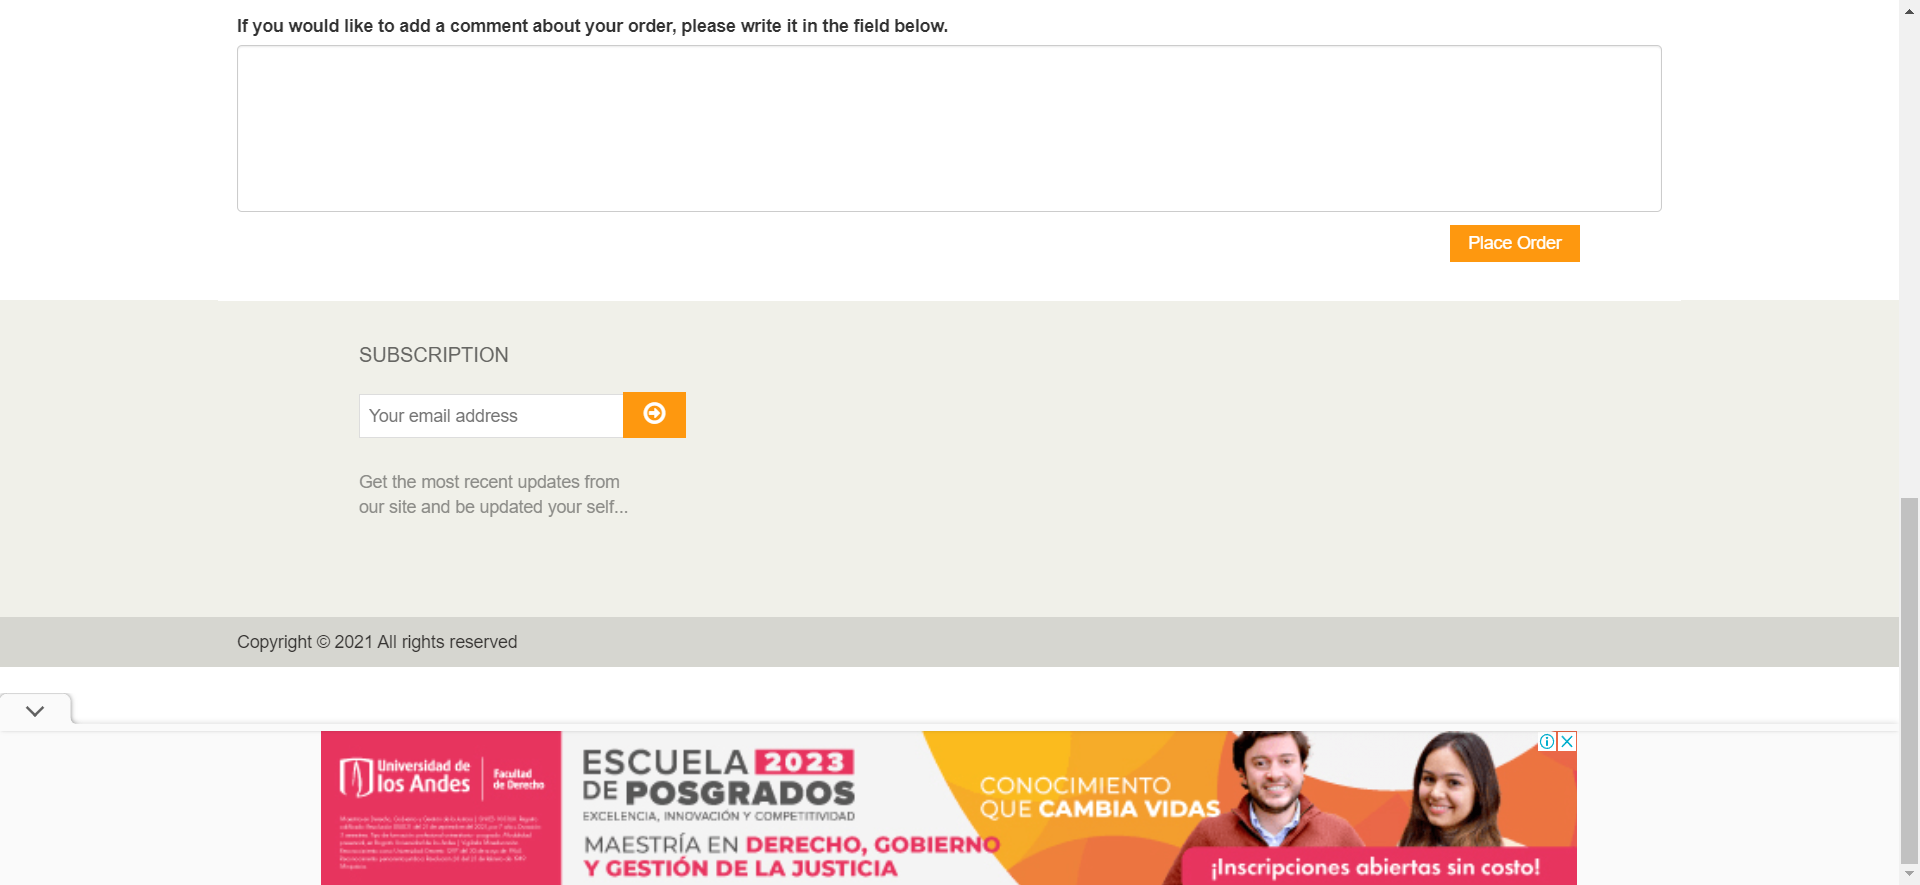 If you would like to add a comment about your order, please write it in the field below.
Place Order
SUBSCRIPTION
Your email address
Get the most recent updates from
our site and be updated your self...
Copyright © 2021 All rights reserved
Universidad de
los Andes
Facultad
de Derecho
ESCUELA 2023
DE POSGRADOS
EXCELENCIA, INNOVACIÓN Y COMPETITIVIDAD
MAESTRÍA EN DERECHO, GOBIERNO
Y GESTIÓN DE LA JUSTICIA
CONOCIMIENTO
QUE CAMBIA VIDAS
¡Inscripciones abiertas sin costo!